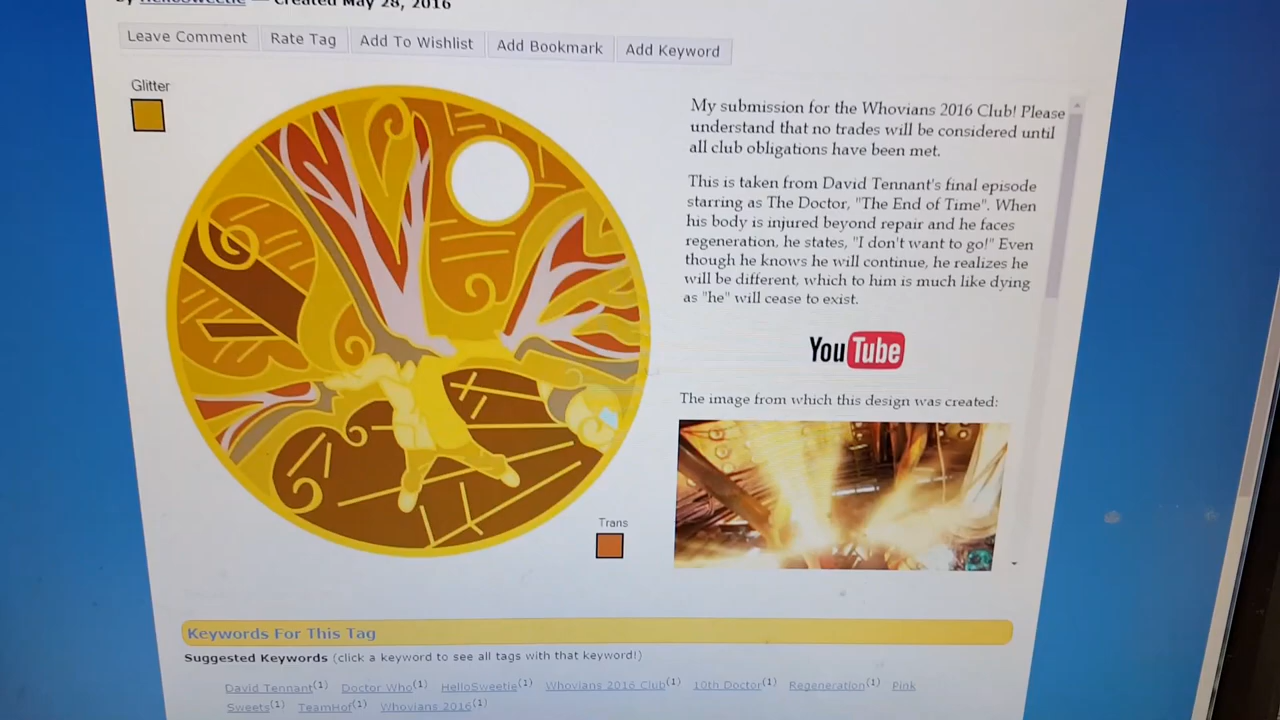 by HelloSweetie — Created May 28, 2016
Leave Comment Rate Tag Add To Wishlist Add Bookmark Add Keyword
Glitter
My submission for the Whovians 2016 Club! Please
understand that no trades will be considered until
all club obligations have been met.
This is taken from David Tennant's final episode
starring as The Doctor, "The End of Time". When
his body is injured beyond repair and he faces
regeneration, he states, "I don't want to go!" Even
though he knows he will continue, he realizes he
will be different, which to him is much like dying
as "he" will cease to exist.
YouTube
The image from which this design was created:
Trans
Keywords For This Tag
Suggested Keywords (click a keyword to see all tags with that keyword!)
David Tennant(1) Doctor Who(1) HelloSweetie(1) Whovians 2016 Club(1) 10th Doctor(1) Regeneration(1) Pink
Sweets(1) TeamHof(1) Whovians 2016(1)